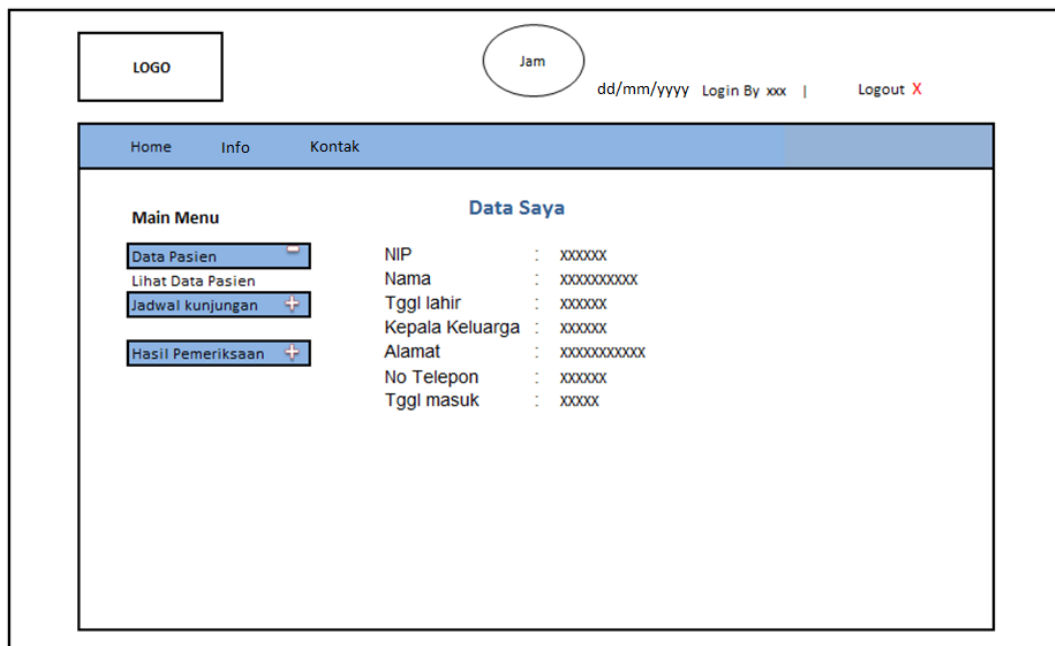 LOGO
Jam
dd/mm/yyyy Login By xxx | Logout X
Home Info Kontak
Main Menu
Data Pasien -
Lihat Data Pasien
Jadwal kunjungan +
Hasil Pemeriksaan +
Data Saya
NIP : xxxxxx
Nama : xxxxxxxxxx
Tggl lahir : xxxxxx
Kepala Keluarga : xxxxxx
Alamat : xxxxxxxxxxx
No Telepon : xxxxxx
Tggl masuk : xxxxx